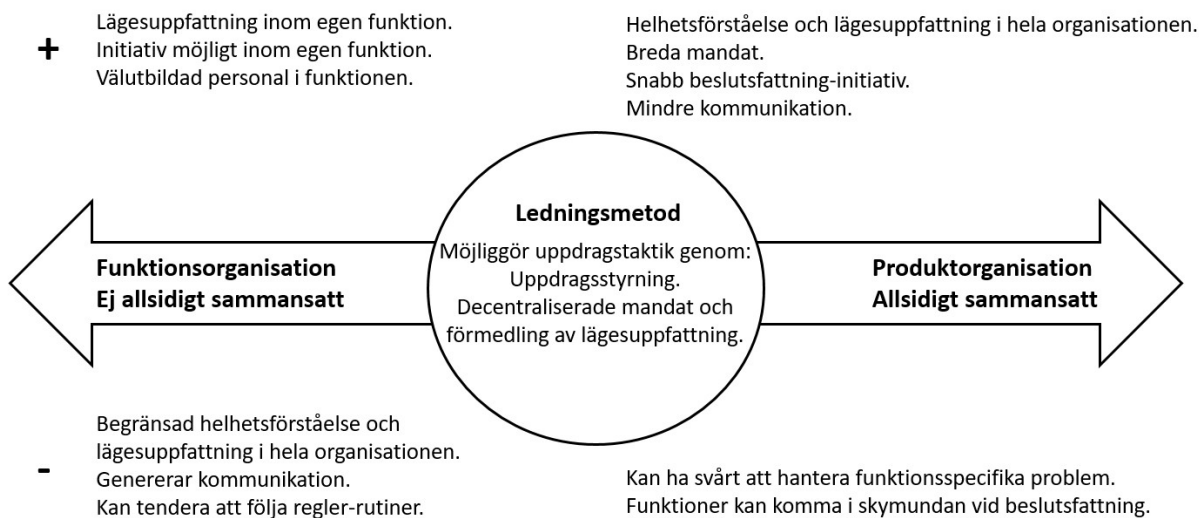 +
Lägesuppfattning inom egen funktion.
Initiativ möjligt inom egen funktion.
Välutbildad personal i funktionen.
Helhetsförståelse och lägesuppfattning i hela organisationen.
Breda mandat.
Snabb beslutsfattning-initiativ.
Mindre kommunikation.
Funktionsorganisation
Ej allsidigt sammansatt
Ledningsmetod
Möjliggör uppdragstaktik genom:
Uppdragsstyrning.
Decentraliserade mandat och
förmedling av lägesuppfattning.
Produktorganisation
Allsidigt sammansatt
-
Begränsad helhetsförståelse och
lägesuppfattning i hela organisationen.
Genererar kommunikation.
Kan tendera att följa regler-rutiner.
Kan ha svårt att hantera funktionsspecifika problem.
Funktioner kan komma i skymundan vid beslutsfattning.